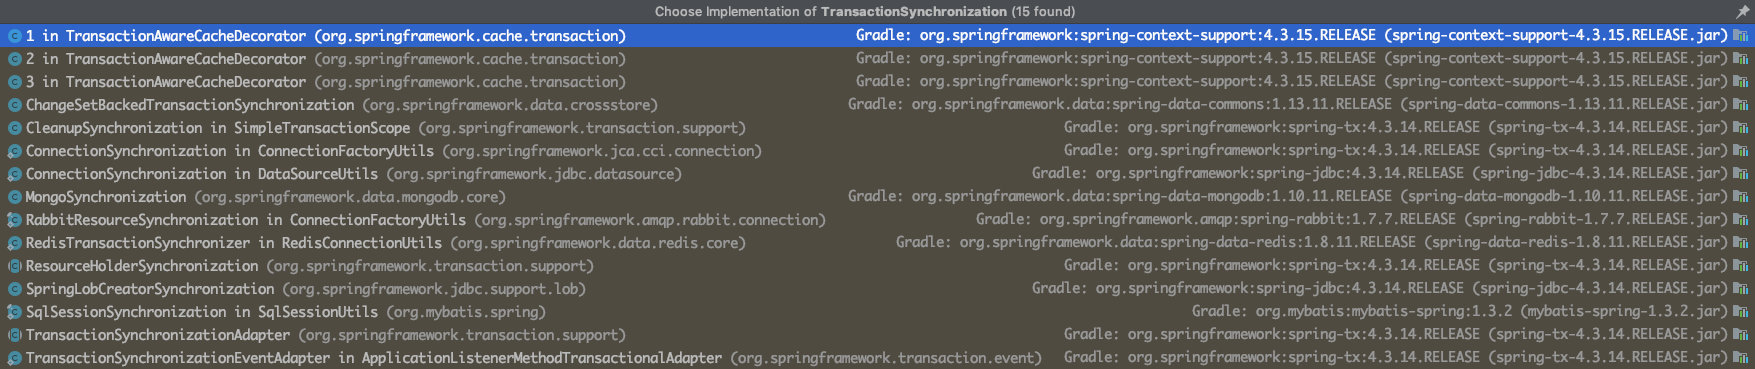 Choose Implementation of TransactionSynchronization (15 found)
1 in TransactionAwareCacheDecorator (org.springframework.cache.transaction) Gradle: org.springframework:spring-context-support:4.3.15.RELEASE (spring-context-support-4.3.15.RELEASE.jar)
2 in TransactionAwareCacheDecorator (org.springframework.cache.transaction) Gradle: org.springframework:spring-context-support:4.3.15.RELEASE (spring-context-support-4.3.15.RELEASE.jar)
3 in TransactionAwareCacheDecorator (org.springframework.cache.transaction) Gradle: org.springframework:spring-context-support:4.3.15.RELEASE (spring-context-support-4.3.15.RELEASE.jar)
ChangeSetBackedTransactionSynchronization (org.springframework.data.crossstore) Gradle: org.springframework.data:spring-data-commons:1.13.11.RELEASE (spring-data-commons-1.13.11.RELEASE.jar)
CleanupSynchronization in SimpleTransactionScope (org.springframework.transaction.support) Gradle: org.springframework:spring-tx:4.3.14.RELEASE (spring-tx-4.3.14.RELEASE.jar)
ConnectionSynchronization in ConnectionFactoryUtils (org.springframework.jca.cci.connection) Gradle: org.springframework:spring-tx:4.3.14.RELEASE (spring-tx-4.3.14.RELEASE.jar)
ConnectionSynchronization in DataSourceUtils (org.springframework.jdbc.datasource) Gradle: org.springframework:spring-jdbc:4.3.14.RELEASE (spring-jdbc-4.3.14.RELEASE.jar)
MongoSynchronization (org.springframework.data.mongodb.core) Gradle: org.springframework.data:spring-data-mongodb:1.10.11.RELEASE (spring-data-mongodb-1.10.11.RELEASE.jar)
RabbitResourceSynchronization in ConnectionFactoryUtils (org.springframework.amqp.rabbit.connection) Gradle: org.springframework.amqp:spring-rabbit:1.7.7.RELEASE (spring-rabbit-1.7.7.RELEASE.jar)
RedisTransactionSynchronizer in RedisConnectionUtils (org.springframework.data.redis.core) Gradle: org.springframework.data:spring-data-redis:1.8.11.RELEASE (spring-data-redis-1.8.11.RELEASE.jar)
ResourceHolderSynchronization (org.springframework.transaction.support) Gradle: org.springframework:spring-tx:4.3.14.RELEASE (spring-tx-4.3.14.RELEASE.jar)
SpringLobCreatorSynchronization (org.springframework.jdbc.support.lob) Gradle: org.springframework:spring-jdbc:4.3.14.RELEASE (spring-jdbc-4.3.14.RELEASE.jar)
SqlSessionSynchronization in SqlSessionUtils (org.mybatis.spring) Gradle: org.mybatis:mybatis-spring:1.3.2 (mybatis-spring-1.3.2.jar)
TransactionSynchronizationAdapter (org.springframework.transaction.support) Gradle: org.springframework:spring-tx:4.3.14.RELEASE (spring-tx-4.3.14.RELEASE.jar)
TransactionSynchronizationEventAdapter in ApplicationListenerMethodTransactionalAdapter (org.springframework.transaction.event) Gradle: org.springframework:spring-tx:4.3.14.RELEASE (spring-tx-4.3.14.RELEASE.jar)